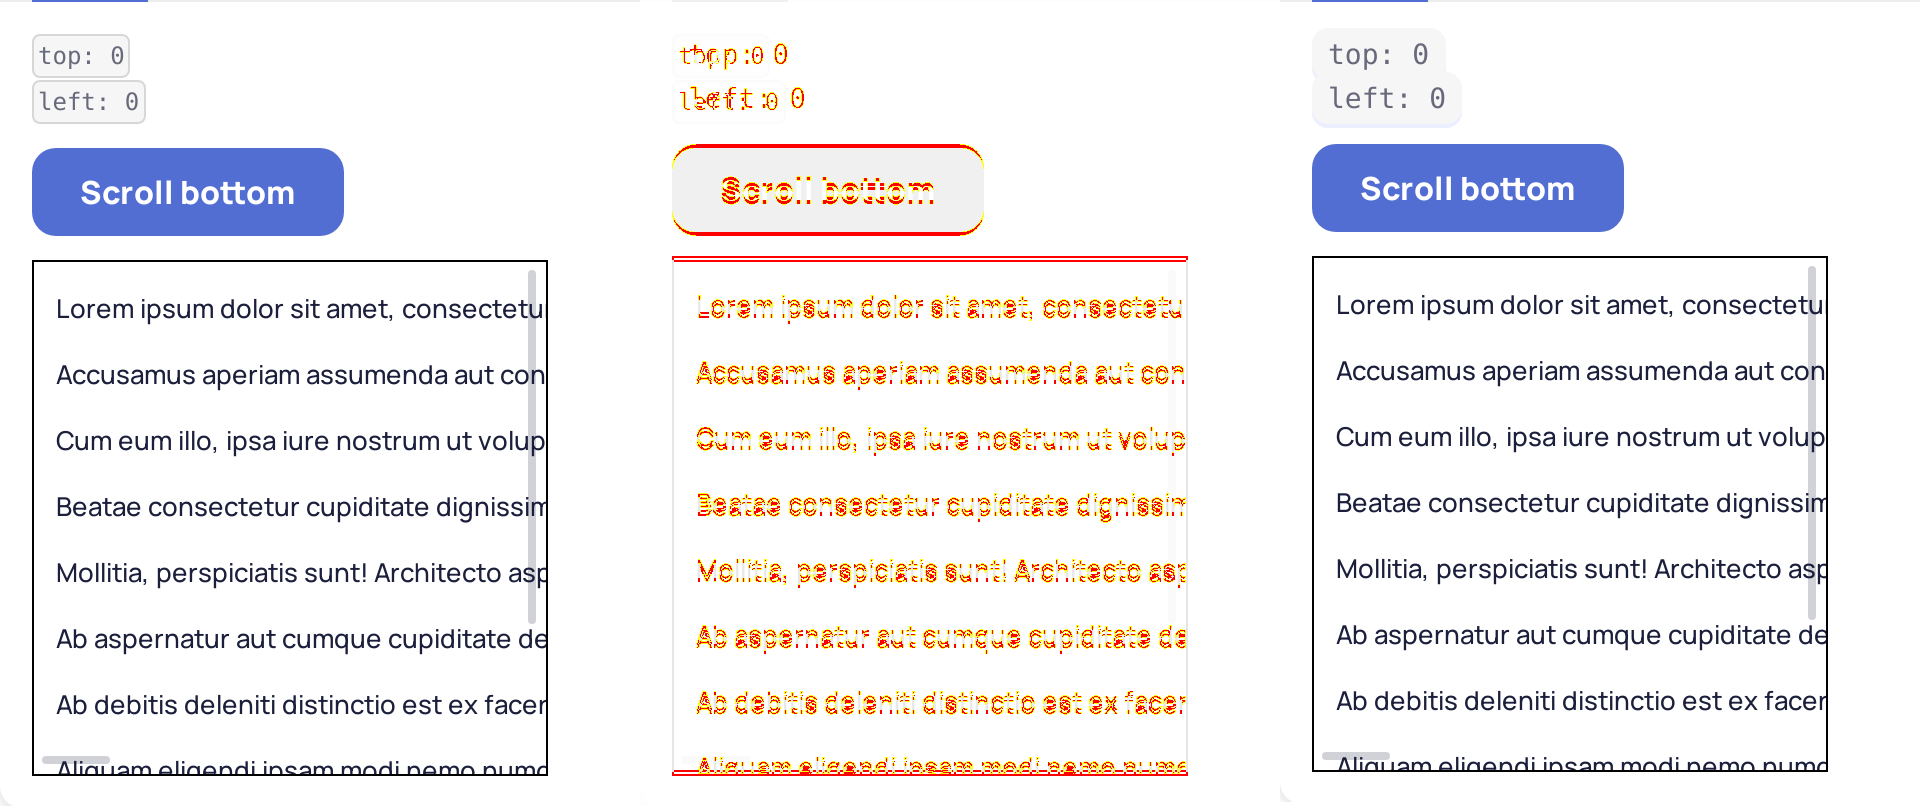 top: 0
left: 0
Scroll bottom
Lorem ipsum dolor sit amet, consectetu
Accusamus aperiam assumenda aut con
Cum eum illo, ipsa iure nostrum ut volup
Beatae consectetur cupiditate dignissim
Mollitia, perspiciatis sunt! Architecto asp
Ab aspernatur aut cumque cupiditate de
Ab debitis deleniti distinctio est ex facer
Aliquam eligendi ipsam modi nemo numq
top: 0
left: 0
Scroll bottom
Lorem ipsum dolor sit amet, consectetu
Accusamus aperiam assumenda aut con
Cum eum illo, ipsa iure nostrum ut volup
Beatae consectetur cupiditate dignissim
Mollitia, perspiciatis sunt! Architecto asp
Ab aspernatur aut cumque cupiditate de
Ab debitis deleniti distinctio est ex facer
Aliquam eligendi ipsam modi nemo nume
top: 0
left: 0
Scroll bottom
Lorem ipsum dolor sit amet, consectetu
Accusamus aperiam assumenda aut con
Cum eum illo, ipsa iure nostrum ut volup
Beatae consectetur cupiditate dignissim
Mollitia, perspiciatis sunt! Architecto asp
Ab aspernatur aut cumque cupiditate de
Ab debitis deleniti distinctio est ex facer
Aliquam eligendi ipsam modi nemo numq